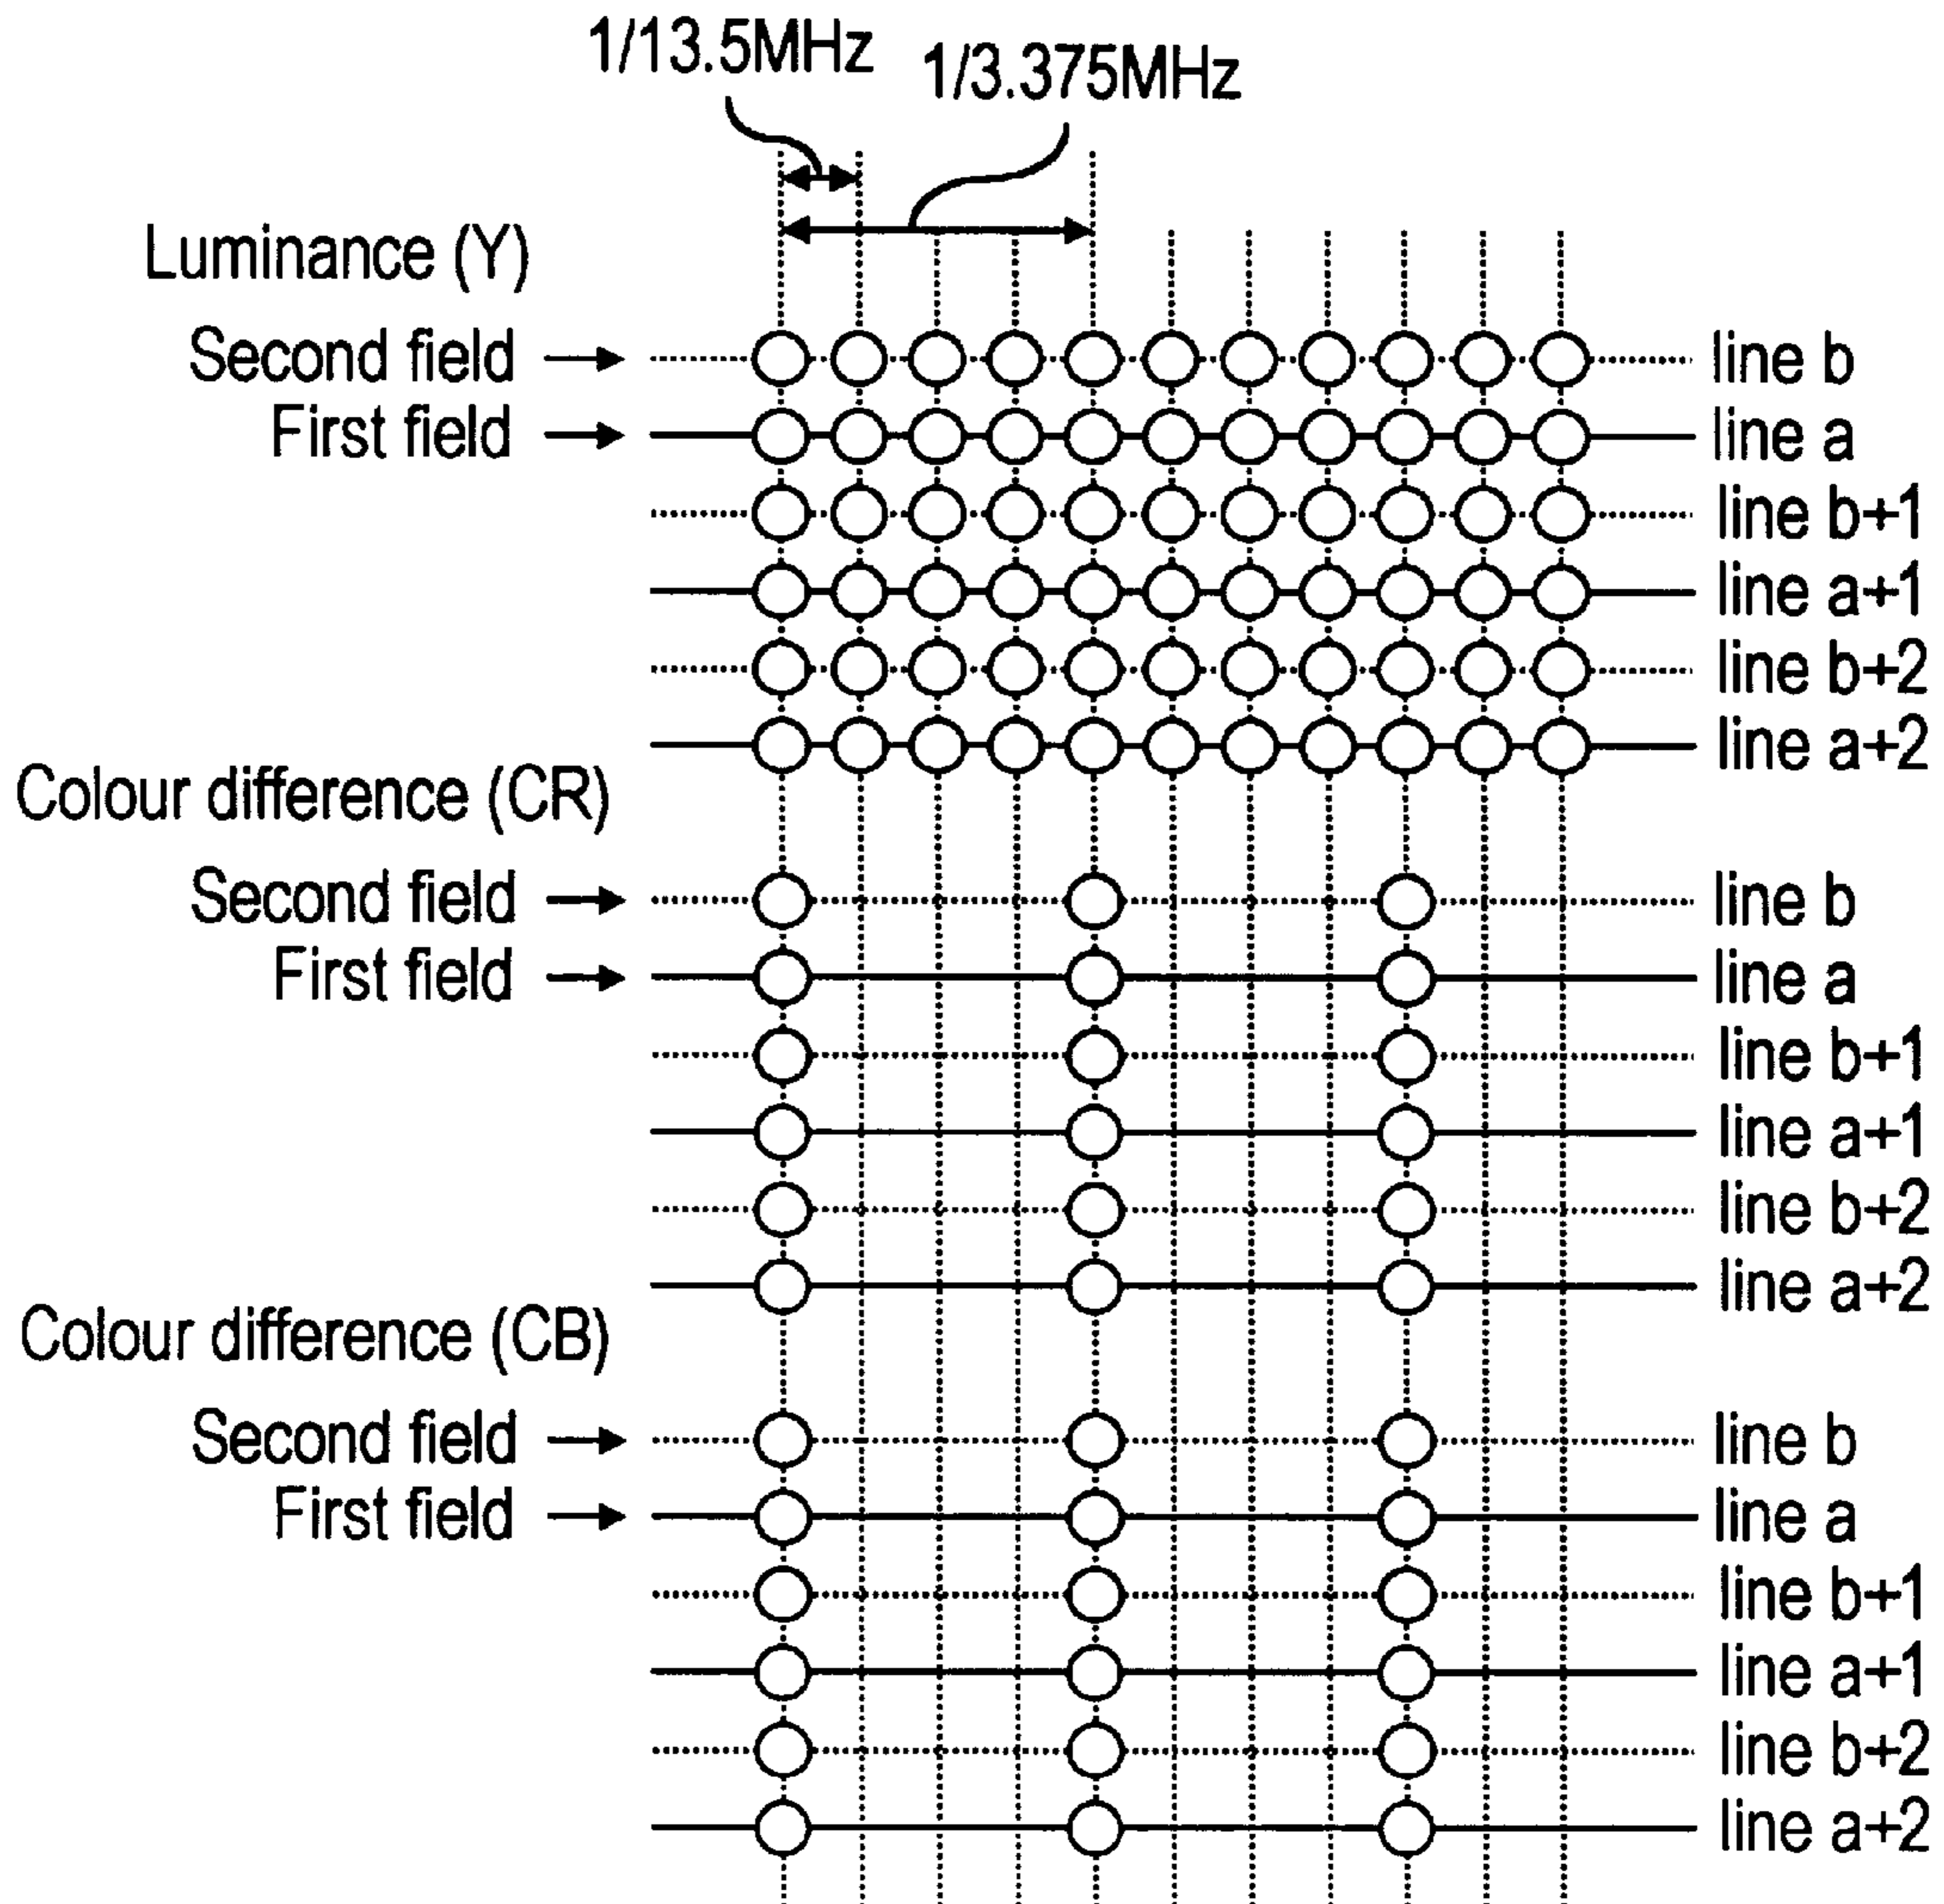 1/13.5MHz 1/3.375MHz
Luminance (Y)
Second field line b
First field line a
line b+1
line a+1
line b+2
line a+2
Colour difference (CR)
Second field line b
First field line a
line b+1
line a+1
line b+2
line a+2
Colour difference (CB)
Second field line b
First field line a
line b+1
line a+1
line b+2
line a+2